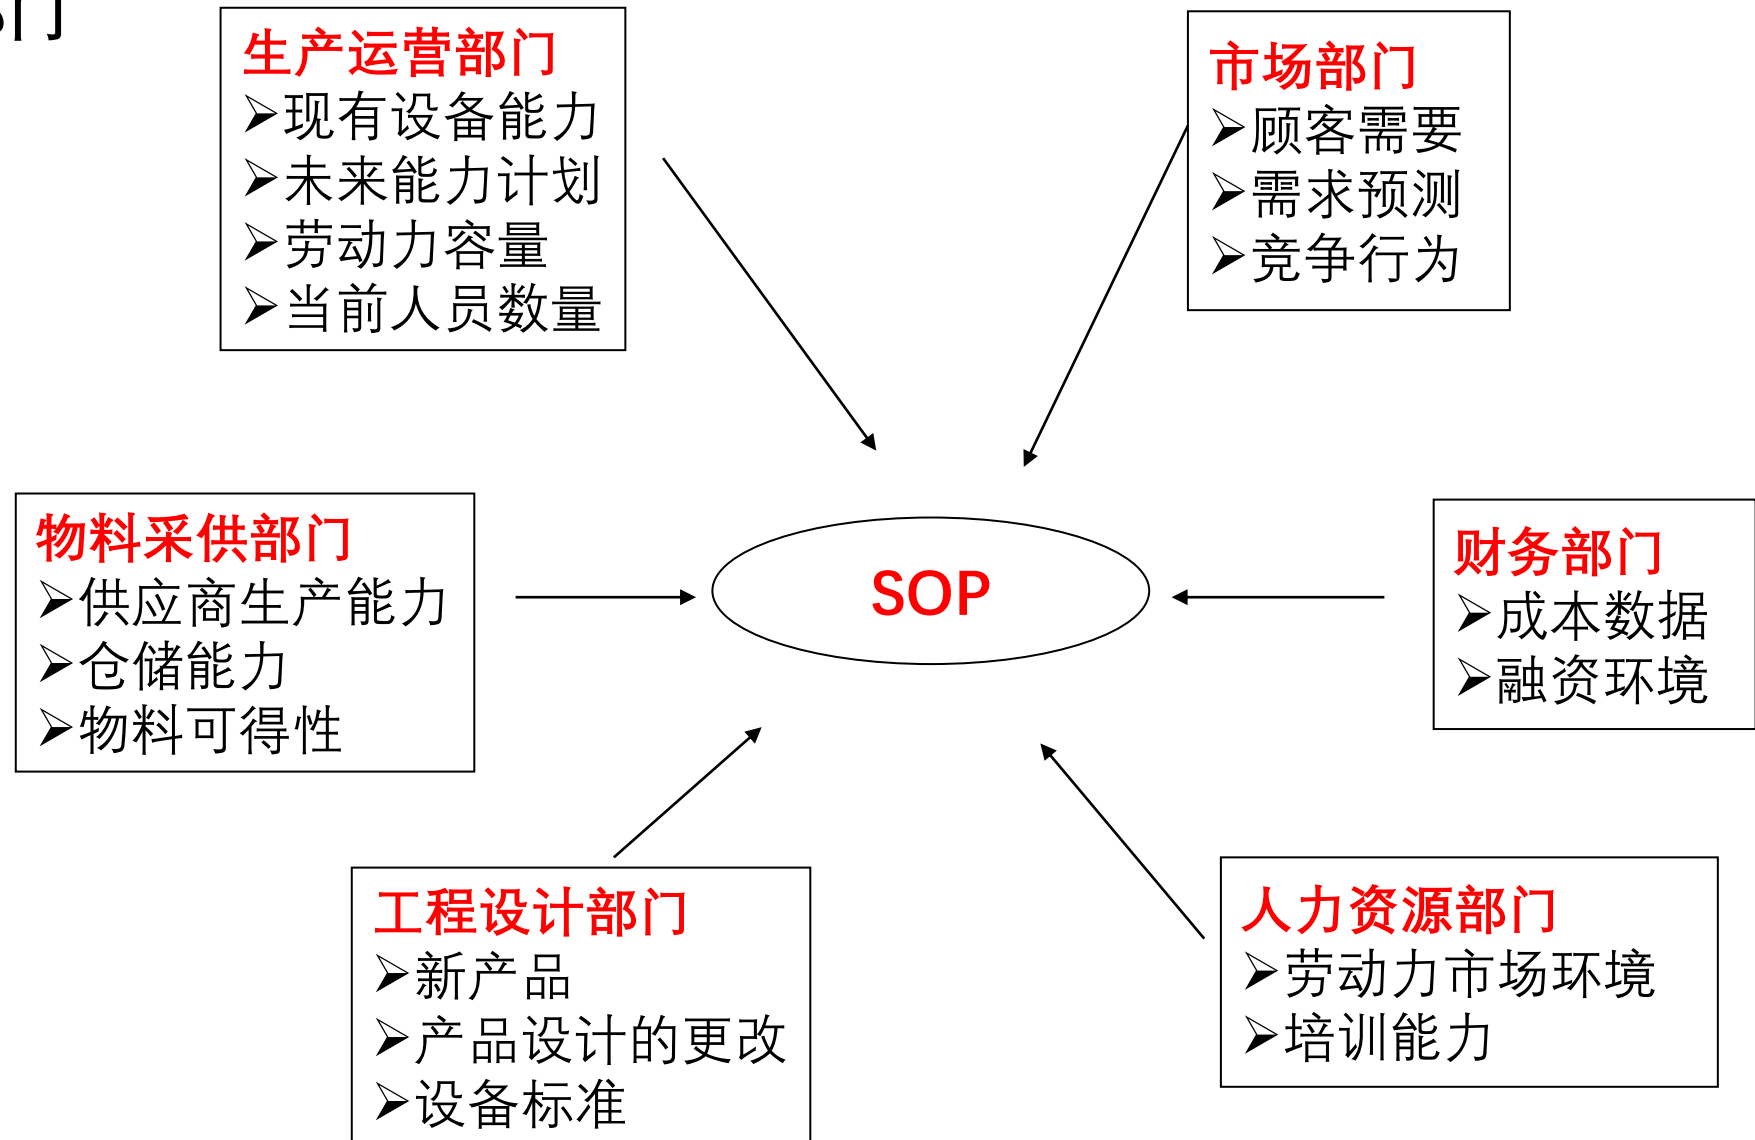 部门
生产运营部门
➢现有设备能力
➢未来能力计划
➢劳动力容量
➢当前人员数量
市场部门
➢顾客需要
➢需求预测
➢竞争行为
物料采供部门
➢供应商生产能力
➢仓储能力
➢物料可得性
SOP
财务部门
➢成本数据
➢融资环境
工程设计部门
➢新产品
➢产品设计的更改
➢设备标准
人力资源部门
➢劳动力市场环境
➢培训能力